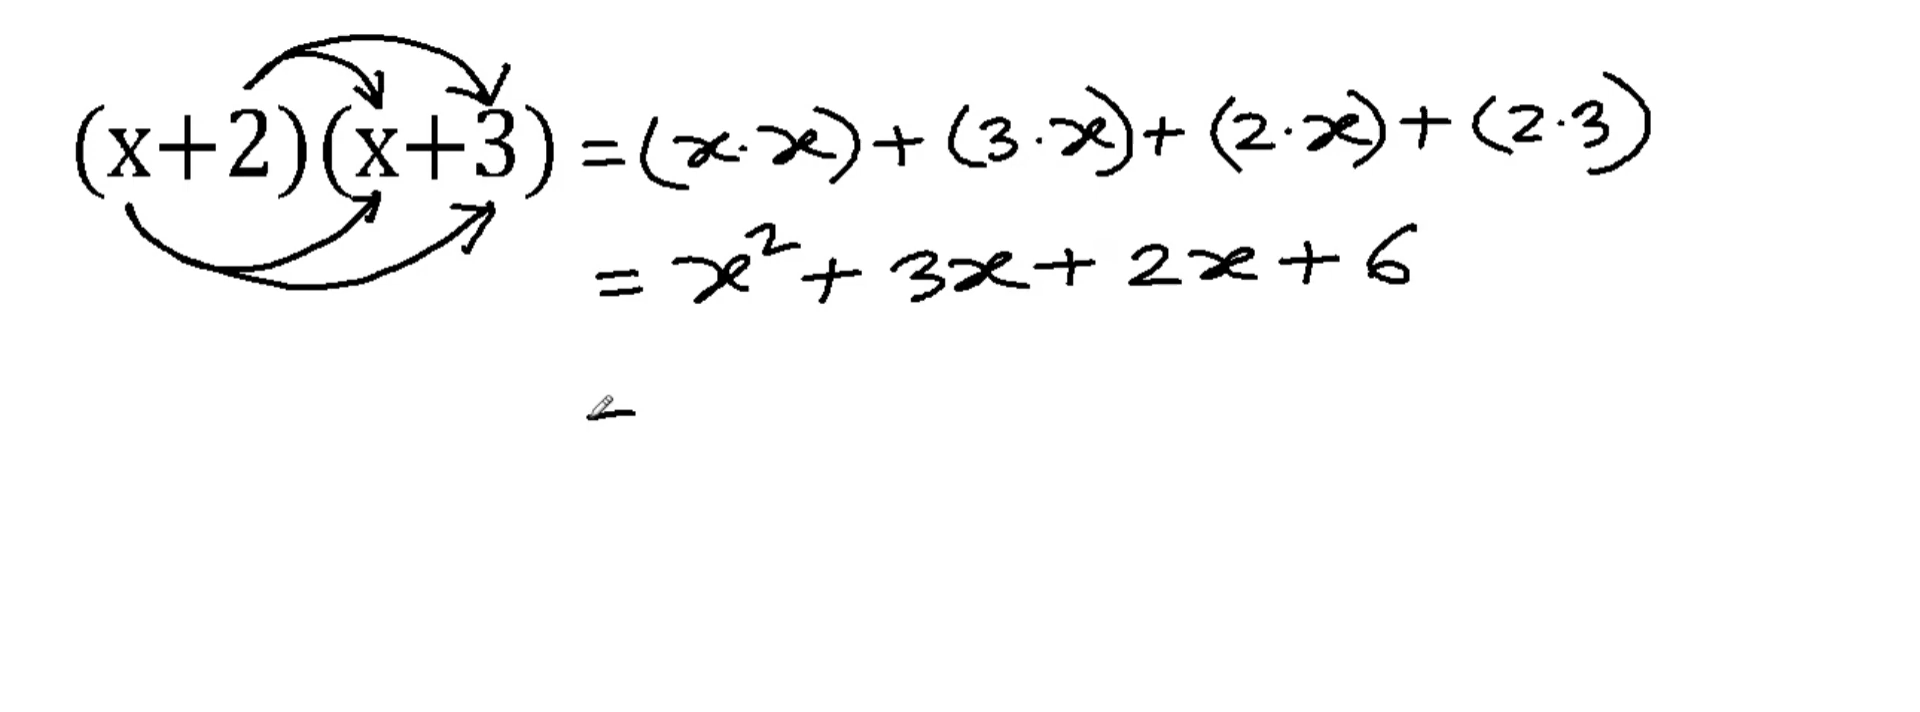 (x+2)(x+3) = (x·x) + (3·x) + (2·x) + (2·3)
= x² + 3x + 2x + 6